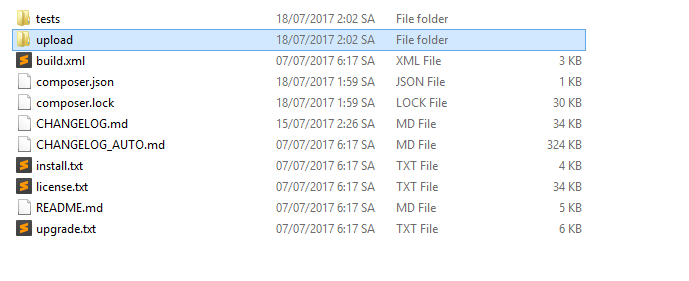 tests 18/07/2017 2:02 SA File folder
upload 18/07/2017 2:02 SA File folder
build.xml 07/07/2017 6:17 SA XML File 3 KB
composer.json 18/07/2017 1:59 SA JSON File 1 KB
composer.lock 18/07/2017 1:59 SA LOCK File 30 KB
CHANGELOG.md 15/07/2017 2:26 SA MD File 34 KB
CHANGELOG_AUTO.md 07/07/2017 6:17 SA MD File 324 KB
install.txt 07/07/2017 6:17 SA TXT File 4 KB
license.txt 07/07/2017 6:17 SA TXT File 34 KB
README.md 07/07/2017 6:17 SA MD File 5 KB
upgrade.txt 07/07/2017 6:17 SA TXT File 6 KB